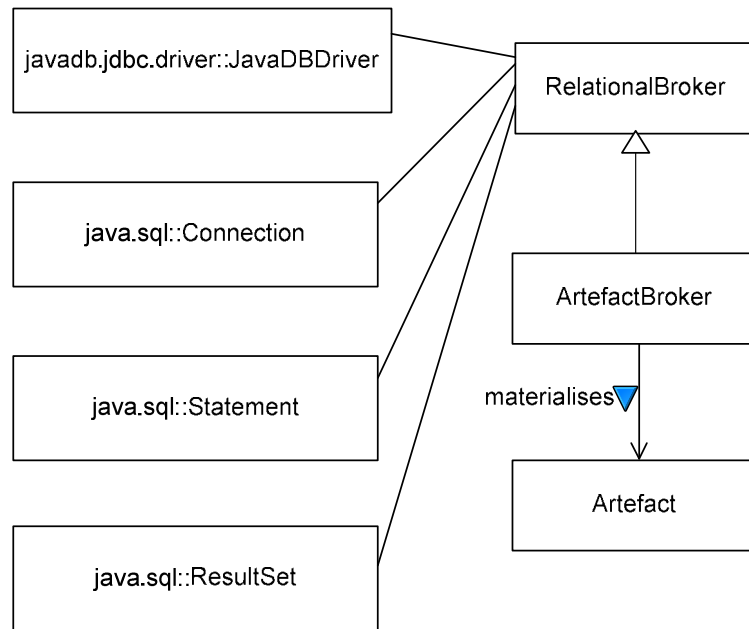 javadb.jdbc.driver::JavaDBDriver
RelationalBroker
java.sql::Connection
ArtefactBroker
java.sql::Statement
materialises
Artefact
java.sql::ResultSet